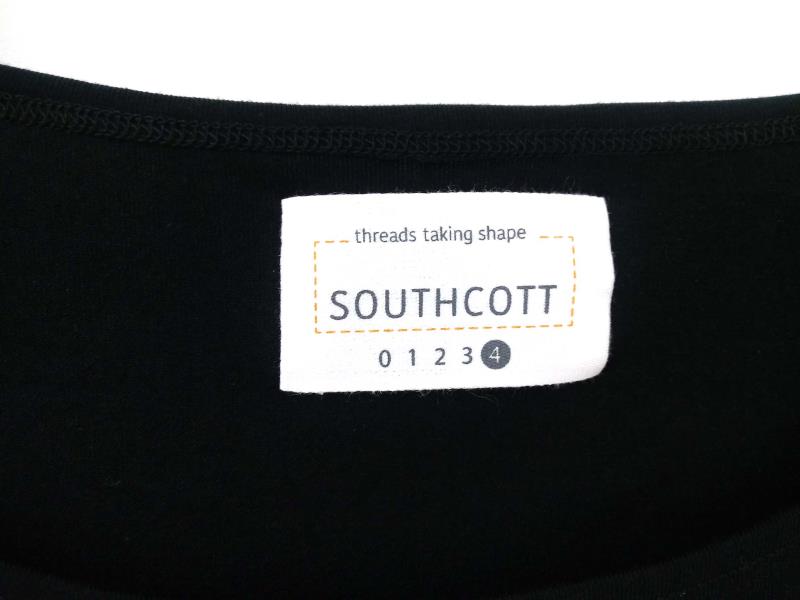 threads taking shape
SOUTHCOTT
0 1 2 3 4